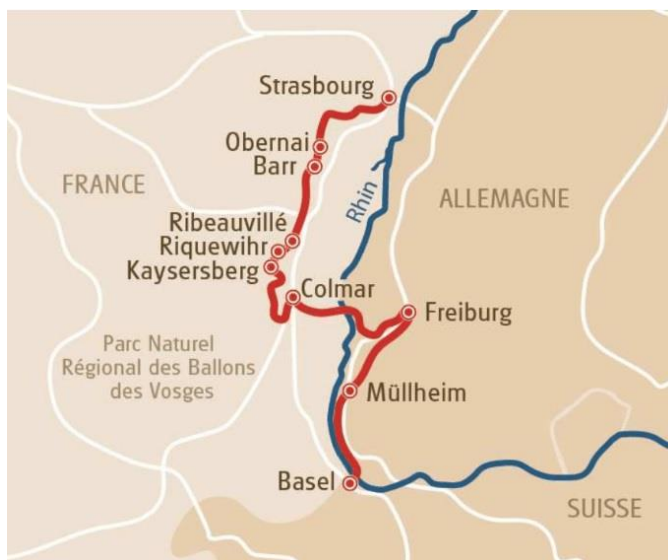 Strasbourg
Obernai
Barr
FRANCE
Rhin
ALLEMAGNE
Ribeauvillé
Riquewihr
Kaysersberg
Colmar
Freiburg
Parc Naturel
Régional des Ballons
des Vosges
Müllheim
Basel
SUISSE